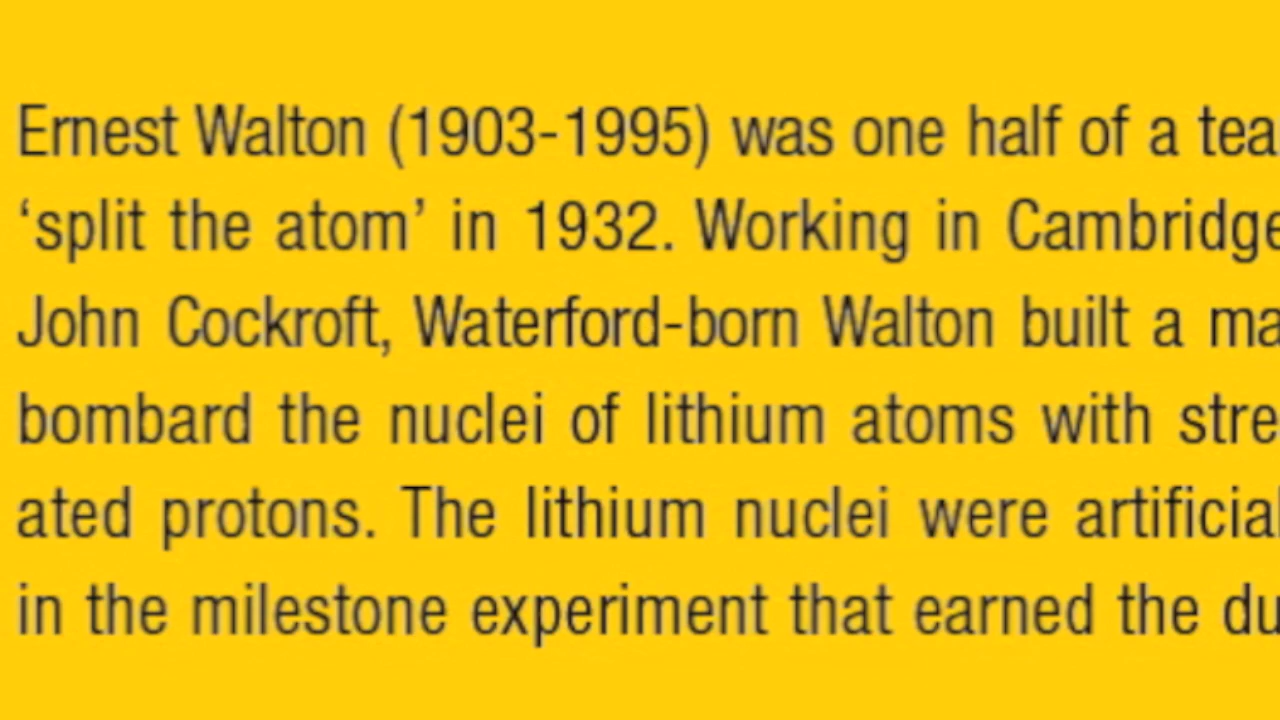 Ernest Walton (1903-1995) was one half of a tea
‘split the atom’ in 1932. Working in Cambridge
John Cockroft, Waterford-born Walton built a ma
bombard the nuclei of lithium atoms with stre
ated protons. The lithium nuclei were artificial
in the milestone experiment that earned the du